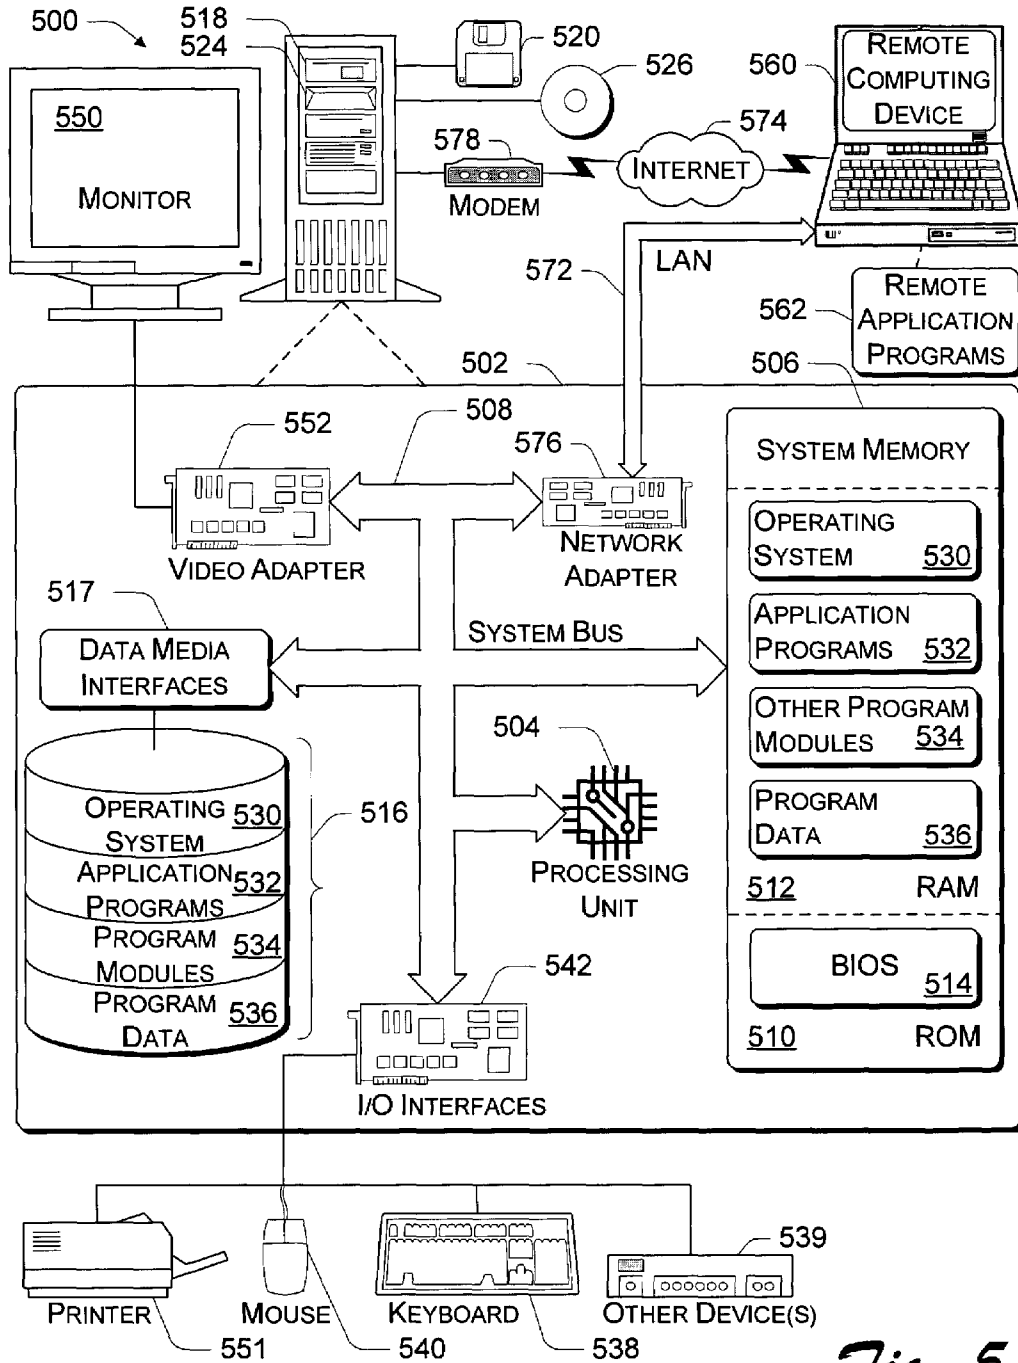 500
518
524
520
526
560
REMOTE
COMPUTING
DEVICE
550
MONITOR
578
MODEM
574
INTERNET
572
LAN
562
REMOTE
APPLICATION
PROGRAMS
502
506
552
508
576
VIDEO ADAPTER
NETWORK
ADAPTER
SYSTEM MEMORY
OPERATING
SYSTEM 530
APPLICATION
PROGRAMS 532
OTHER PROGRAM
MODULES 534
PROGRAM
DATA 536
512 RAM
BIOS 514
510 ROM
517
DATA MEDIA
INTERFACES
SYSTEM BUS
504
PROCESSING
UNIT
516
OPERATING 530
SYSTEM
APPLICATION 532
PROGRAMS
PROGRAM 534
MODULES
PROGRAM 536
DATA
542
I/O INTERFACES
PRINTER
551
MOUSE
540
KEYBOARD
538
539
OTHER DEVICE(S)
Fig. 5